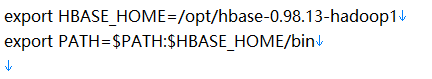 export HBASE_HOME=/opt/hbase-0.98.13-hadoop1↓
export PATH=$PATH:$HBASE_HOME/bin↓
↓